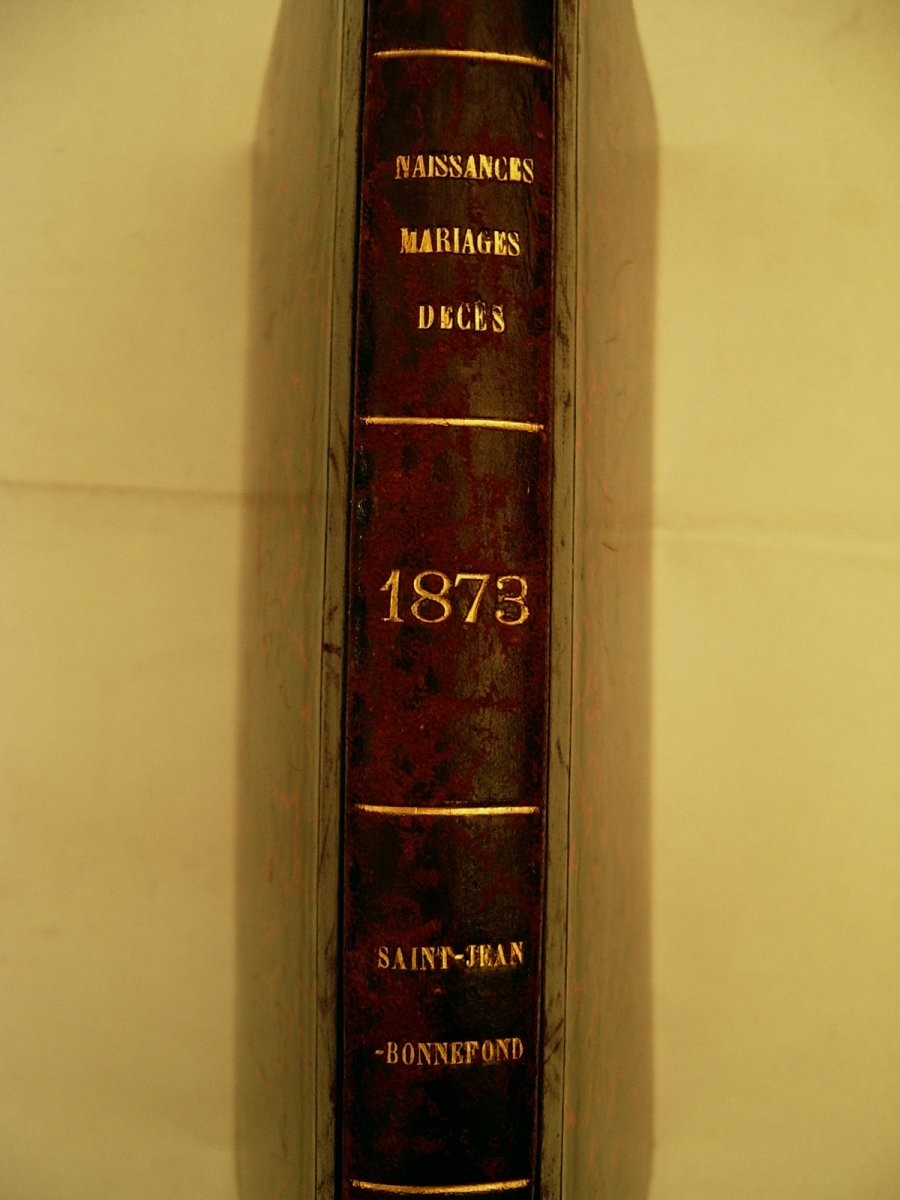 NAISSANCES
MARIAGES
DECÈS
1873
SAINT-JEAN
-BONNEFOND